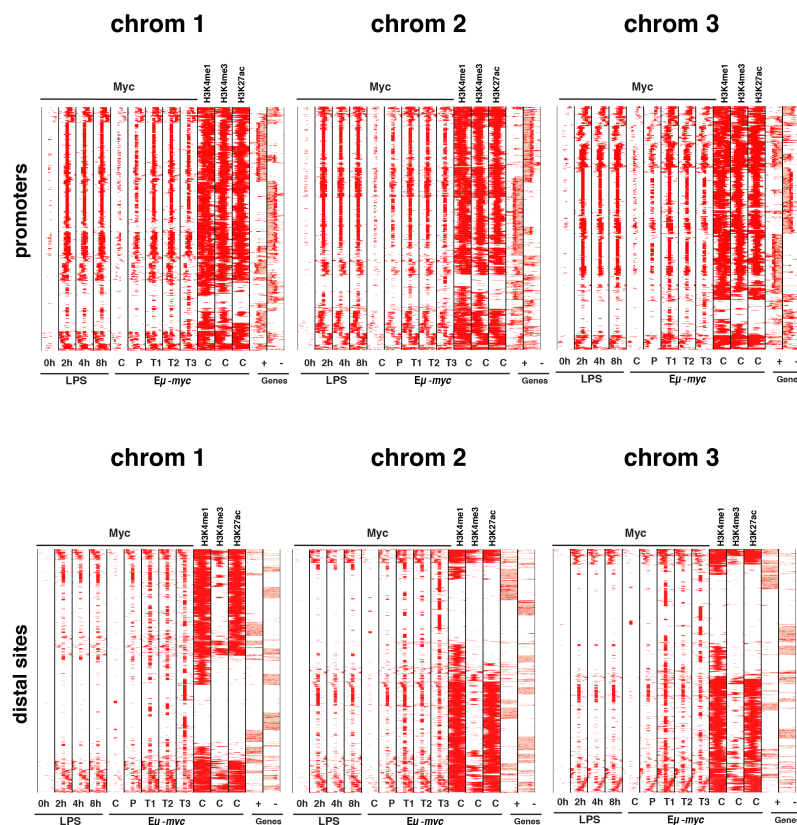 chrom 1 chrom 2 chrom 3
H3K4me1 H3K4me3 H3K27ac H3K4me1 H3K4me3 H3K27ac H3K4me1 H3K4me3 H3K27ac
Myc Myc Myc
promoters
0h 2h 4h 8h C P T1 T2 T3 C C C + - 0h 2h 4h 8h C P T1 T2 T3 C C C + - 0h 2h 4h 8h C P T1 T2 T3 C C C + -
LPS Eμ-myc Genes LPS Eμ-myc Genes LPS Eμ-myc Gene
chrom 1 chrom 2 chrom 3
H3K4me1 H3K4me3 H3K27ac H3K4me1 H3K4me3 H3K27ac H3K4me1 H3K4me3 H3K27ac
Myc Myc Myc
distal sites
0h 2h 4h 8h C P T1 T2 T3 C C C + - 0h 2h 4h 8h C P T1 T2 T3 C C C + - 0h 2h 4h 8h C P T1 T2 T3 C C C + -
LPS Eμ-myc Genes LPS Eμ-myc Genes LPS Eμ-myc Genes